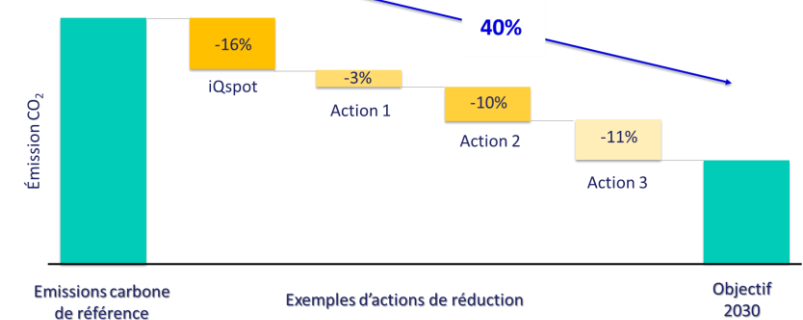 40%
-16%
iQspot
-3%
Action 1
-10%
Action 2
-11%
Action 3
Émission CO₂
Emissions carbone
de référence
Exemples d'actions de réduction
Objectif
2030